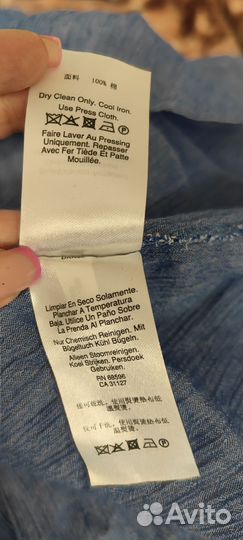 面料 100% 棉
Dry Clean Only. Cool Iron.
Use Press Cloth.
Faire Laver Au Pressing
Uniquement. Repasser
Avec Fer Tiède Et Patte
Mouillée.
Limpiar En Seco Solamente.
Planchar A Temperatura
Baja. Utilice Un Paño Sobre
La Prenda Al Planchar.
Nur Chemisch Reinigen. Mit
Bügeltuch Kühl Bügeln.
Alleen Stoomreinigen.
Koel Strijken. Persdoek
Gebruiken.
RN 68596
CA 31127
Avito